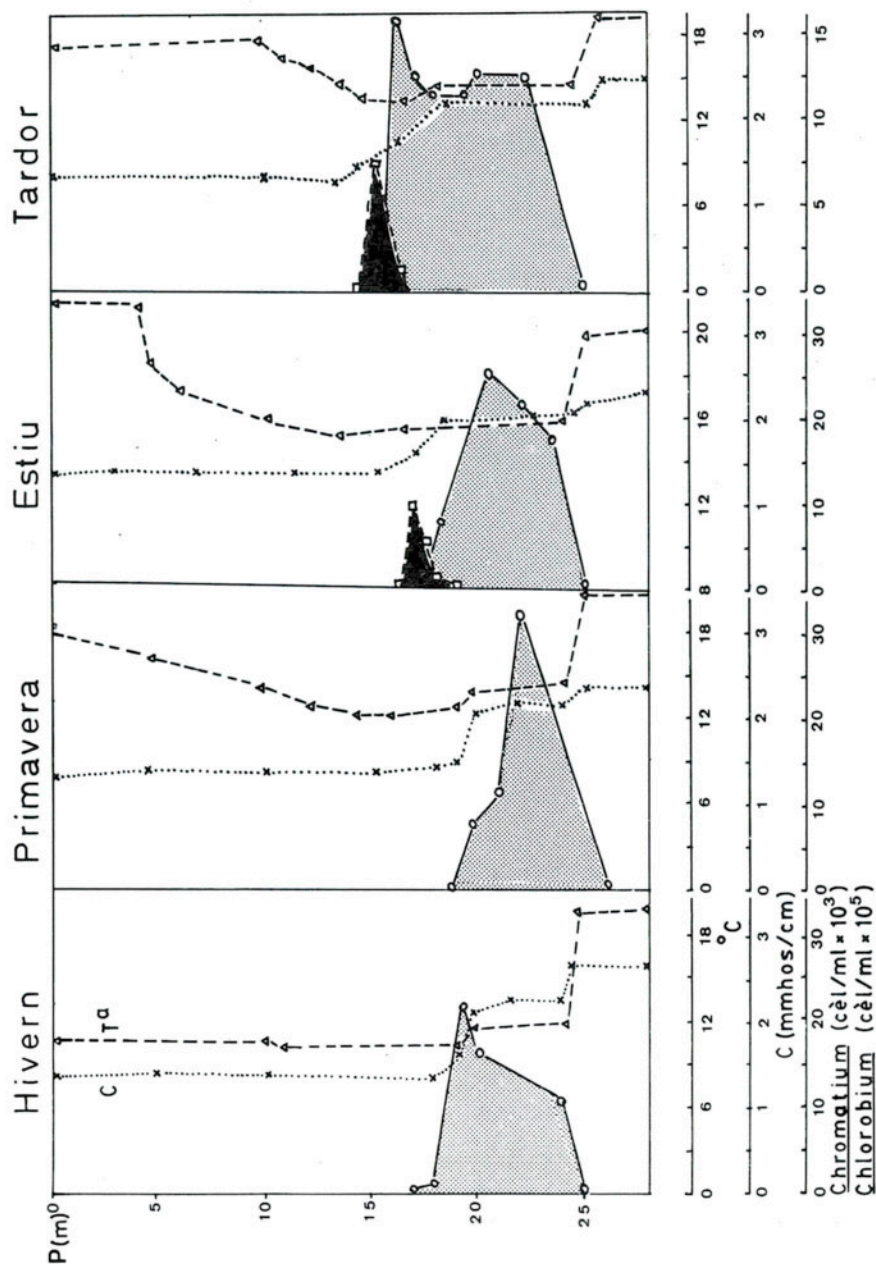 Hivern Primavera Estiu Tardor
P(m)
0
5
10
15
20
25
C Tª
0 6 12 18 0 6 12 18 8 12 16 20 0 6 12 18
°C
0 1 2 3 0 1 2 3 0 1 2 3 0 1 2 3
C (mmhos/cm)
0 10 20 30 0 10 20 30 0 10 20 30 0 5 10 15
Chromatium (cèl/ml × 10³)
Chlorobium (cèl/ml × 10⁵)